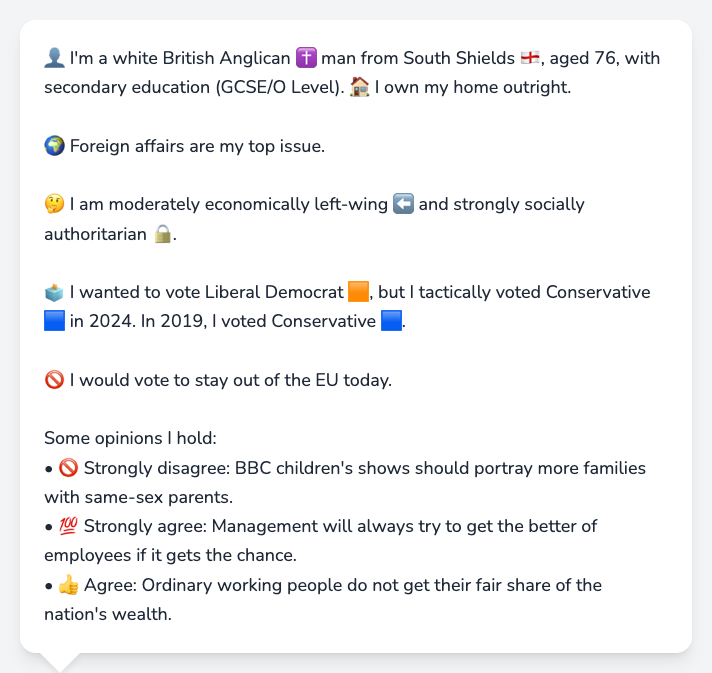 👤 I'm a white British Anglican ✝️ man from South Shields 🏴󠁧󠁢󠁥󠁮󠁧󠁿, aged 76, with
secondary education (GCSE/O Level). 🏠 I own my home outright.
🌍 Foreign affairs are my top issue.
🤔 I am moderately economically left-wing ⬅️ and strongly socially
authoritarian 🔒.
🗳️ I wanted to vote Liberal Democrat 🟧, but I tactically voted Conservative
🟦 in 2024. In 2019, I voted Conservative 🟦.
🚫 I would vote to stay out of the EU today.
Some opinions I hold:
• 🚫 Strongly disagree: BBC children's shows should portray more families
with same-sex parents.
• 💯 Strongly agree: Management will always try to get the better of
employees if it gets the chance.
• 👍 Agree: Ordinary working people do not get their fair share of the
nation's wealth.